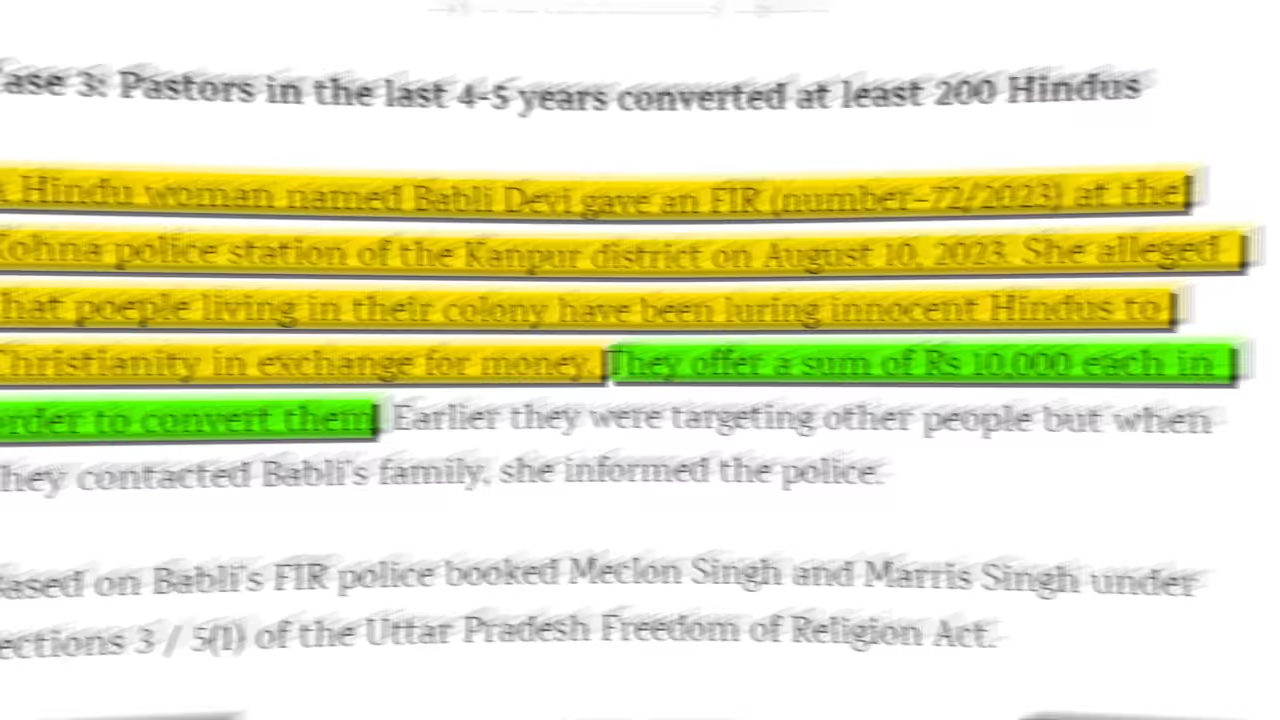 ase 3: Pastors in the last 4-5 years converted at least 200 Hindus
Hindu woman named Babli Devi gave an FIR (number-72/2023) at the
Kohna police station of the Kanpur district on August 10, 2023. She alleged
hat poeple living in their colony have been luring innocent Hindus to
Christianity in exchange for money. They offer a sum of Rs 10,000 each in
order to convert them. Earlier they were targeting other people but when
They contacted Babli's family, she informed the police.
Based on Babli's FIR police booked Meclon Singh and Marris Singh under
ections 3 / 5(1) of the Uttar Pradesh Freedom of Religion Act.